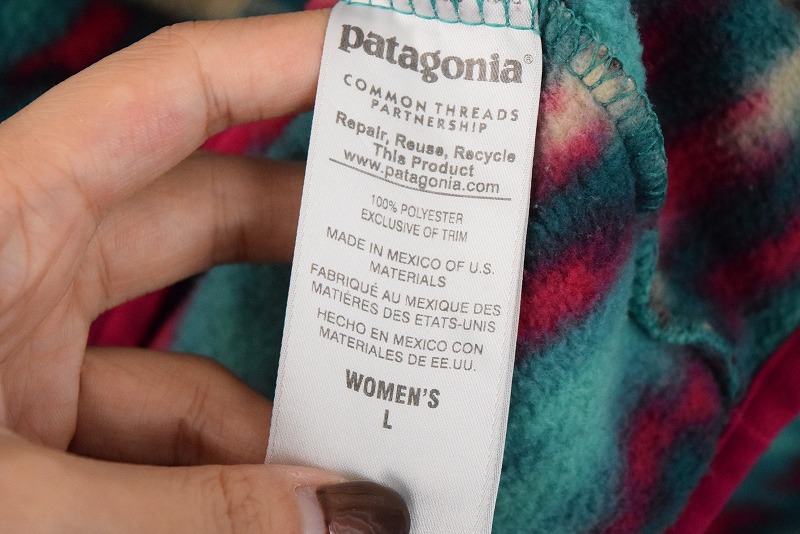 patagonia®
COMMON THREADS
PARTNERSHIP
Repair, Reuse, Recycle
This Product
www.patagonia.com
100% POLYESTER
EXCLUSIVE OF TRIM
MADE IN MEXICO OF U.S.
MATERIALS
FABRIQUÉ AU MEXIQUE DES
MATIÈRES DES ETATS-UNIS
HECHO EN MEXICO CON
MATERIALES DE EE.UU.
WOMEN'S
L